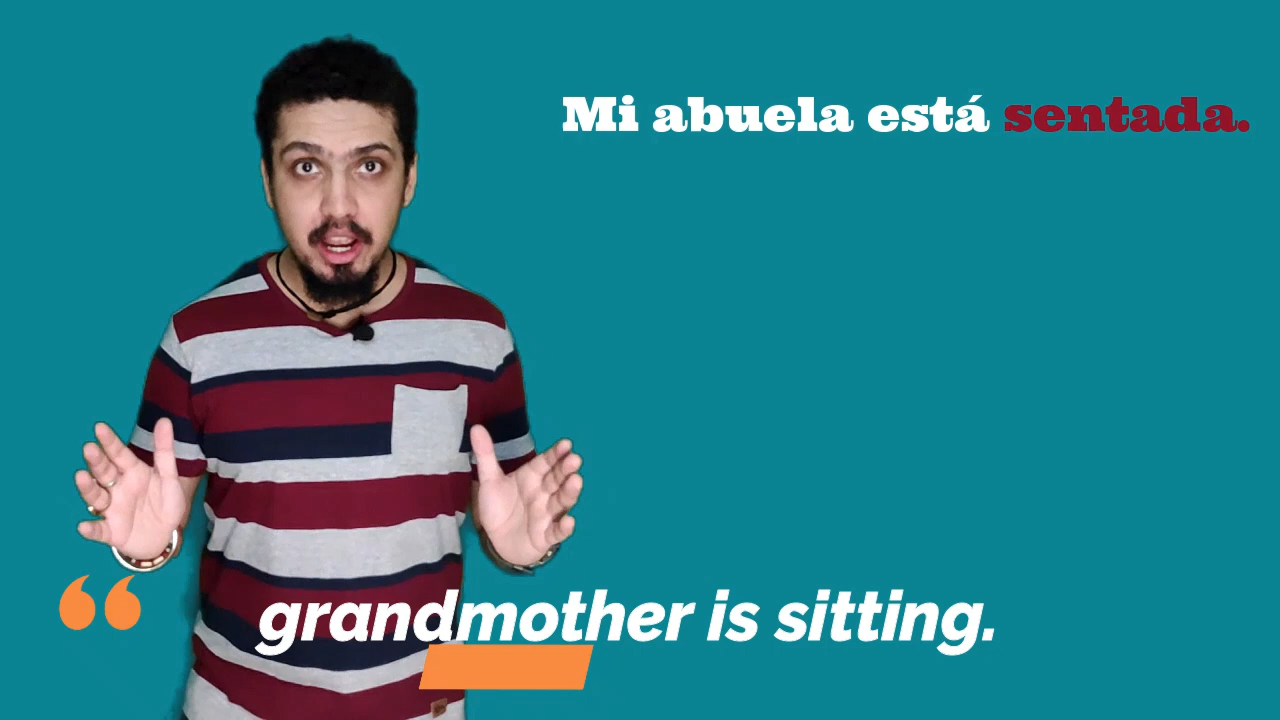 Mi abuela está sentada.
“ grandmother is sitting.